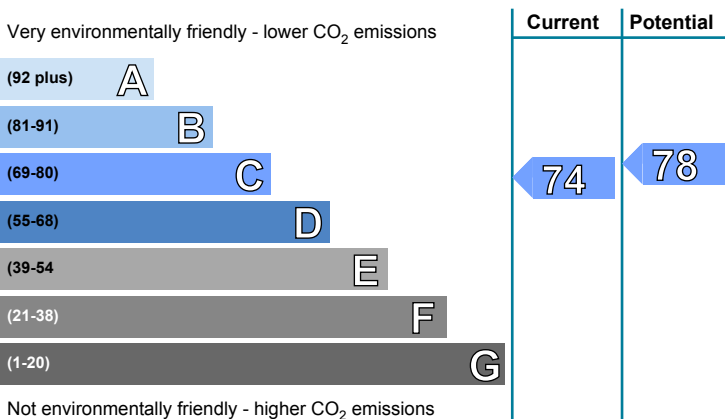 Current Potential
Very environmentally friendly - lower CO2 emissions
(92 plus) A
(81-91) B
(69-80) C
74 78
(55-68) D
(39-54 E
(21-38) F
(1-20) G
Not environmentally friendly - higher CO2 emissions